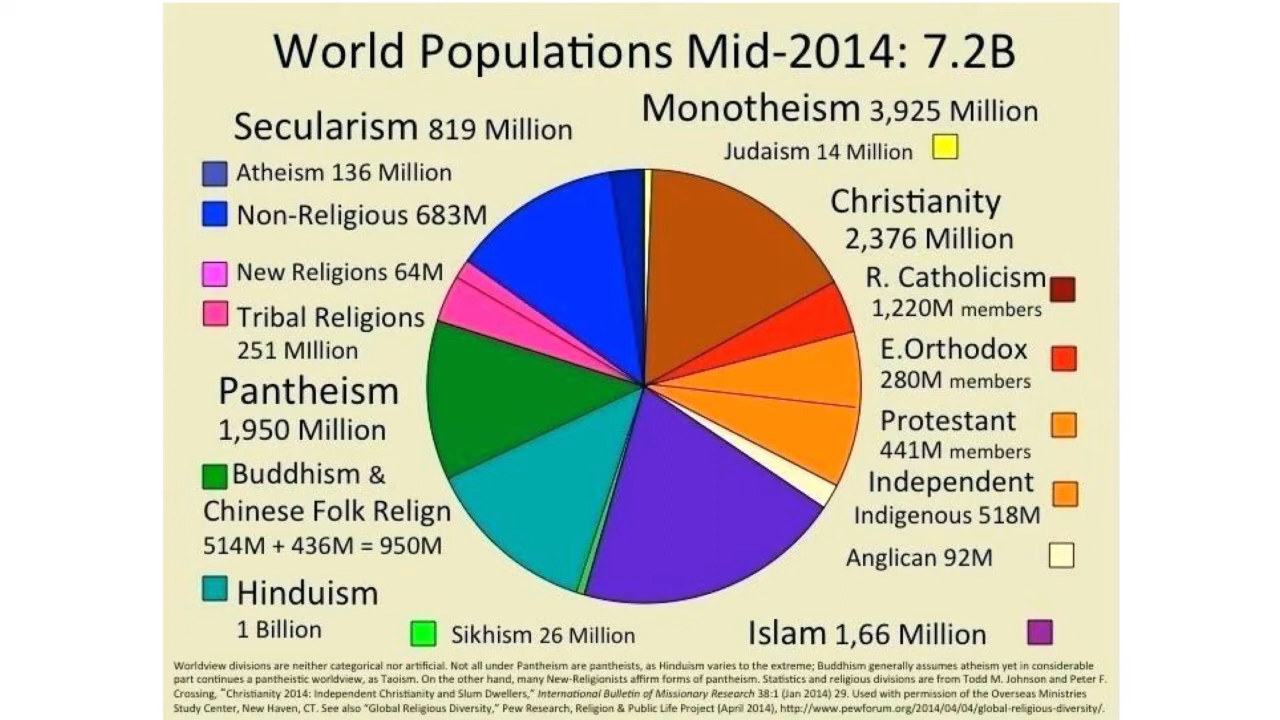 World Populations Mid-2014: 7.2B
Secularism 819 Million
Atheism 136 Million
Non-Religious 683M
New Religions 64M
Tribal Religions
251 MIllion
Pantheism
1,950 Million
Buddhism &
Chinese Folk Relign
514M + 436M = 950M
Hinduism
1 Billion
Sikhism 26 Million
Monotheism 3,925 Million
Judaism 14 Million
Christianity
2,376 Million
R. Catholicism
1,220M members
E.Orthodox
280M members
Protestant
441M members
Independent
Indigenous 518M
Anglican 92M
Islam 1,66 Million
Worldview divisions are neither categorical nor artificial. Not all under Pantheism are pantheists, as Hinduism varies to the extreme; Buddhism generally assumes atheism yet in considerable
part continues a pantheistic worldview, as Taoism. On the other hand, many New-Religionists affirm forms of pantheism. Statistics and religious divisions are from Todd M. Johnson and Peter F.
Crossing, "Christianity 2014: Independent Christianity and Slum Dwellers," International Bulletin of Missionary Research 38:1 (Jan 2014) 29. Used with permission of the Overseas Ministries
Study Center, New Haven, CT. See also "Global Religious Diversity," Pew Research, Religion & Public Life Project (April 2014), http://www.pewforum.org/2014/04/04/global-religious-diversity/.